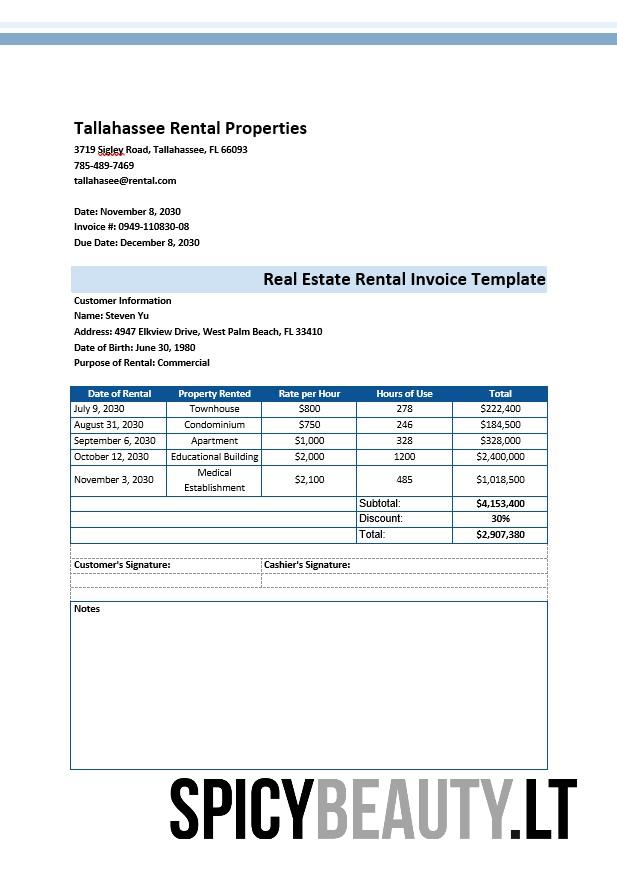 Tallahassee Rental Properties
3719 Sigley Road, Tallahassee, FL 66093
785-489-7469
tallahasee@rental.com
Date: November 8, 2030
Invoice #: 0949-110830-08
Due Date: December 8, 2030
Real Estate Rental Invoice Template
Customer Information
Name: Steven Yu
Address: 4947 Elkview Drive, West Palm Beach, FL 33410
Date of Birth: June 30, 1980
Purpose of Rental: Commercial
Date of Rental Property Rented Rate per Hour Hours of Use Total
July 9, 2030 Townhouse $800 278 $222,400
August 31, 2030 Condominium $750 246 $184,500
September 6, 2030 Apartment $1,000 328 $328,000
October 12, 2030 Educational Building $2,000 1200 $2,400,000
November 3, 2030 Medical Establishment $2,100 485 $1,018,500
Subtotal: $4,153,400
Discount: 30%
Total: $2,907,380
Customer's Signature: Cashier's Signature:
Notes
SPICYBEAUTY.LT